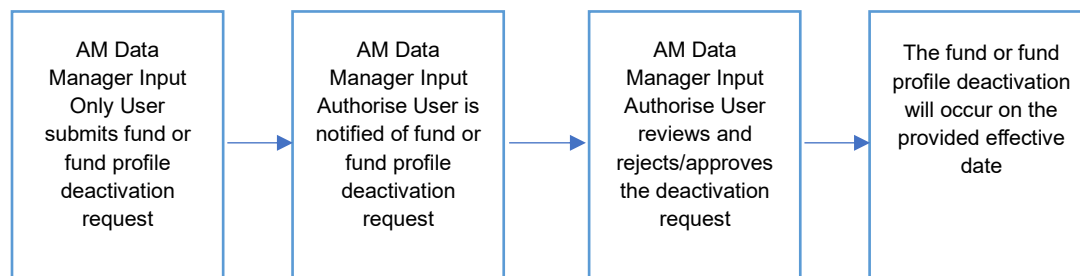 AM Data
Manager Input
Only User
submits fund or
fund profile
deactivation
request
AM Data
Manager Input
Authorise User is
notified of fund or
fund profile
deactivation
request
AM Data
Manager Input
Authorise User
reviews and
rejects/approves
the deactivation
request
The fund or fund
profile deactivation
will occur on the
provided effective
date